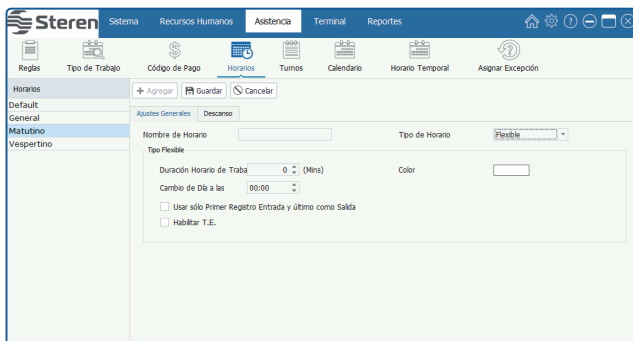 Steren
Sistema Recursos Humanos Asistencia Terminal Reportes
Reglas Tipo de Trabajo Código de Pago Horarios Turnos Calendario Horario Temporal Asignar Excepción
Horarios
+ Agregar Guardar Cancelar
Default
General
Matutino
Vespertino
Ajustes Generales Descanso
Nombre de Horario Tipo de Horario Flexible
Tipo Flexible
Duración Horario de Traba 0 (Mins) Color
Cambio de Día a las 00:00
Usar sólo Primer Registro Entrada y último como Salida
Habilitar T.E.